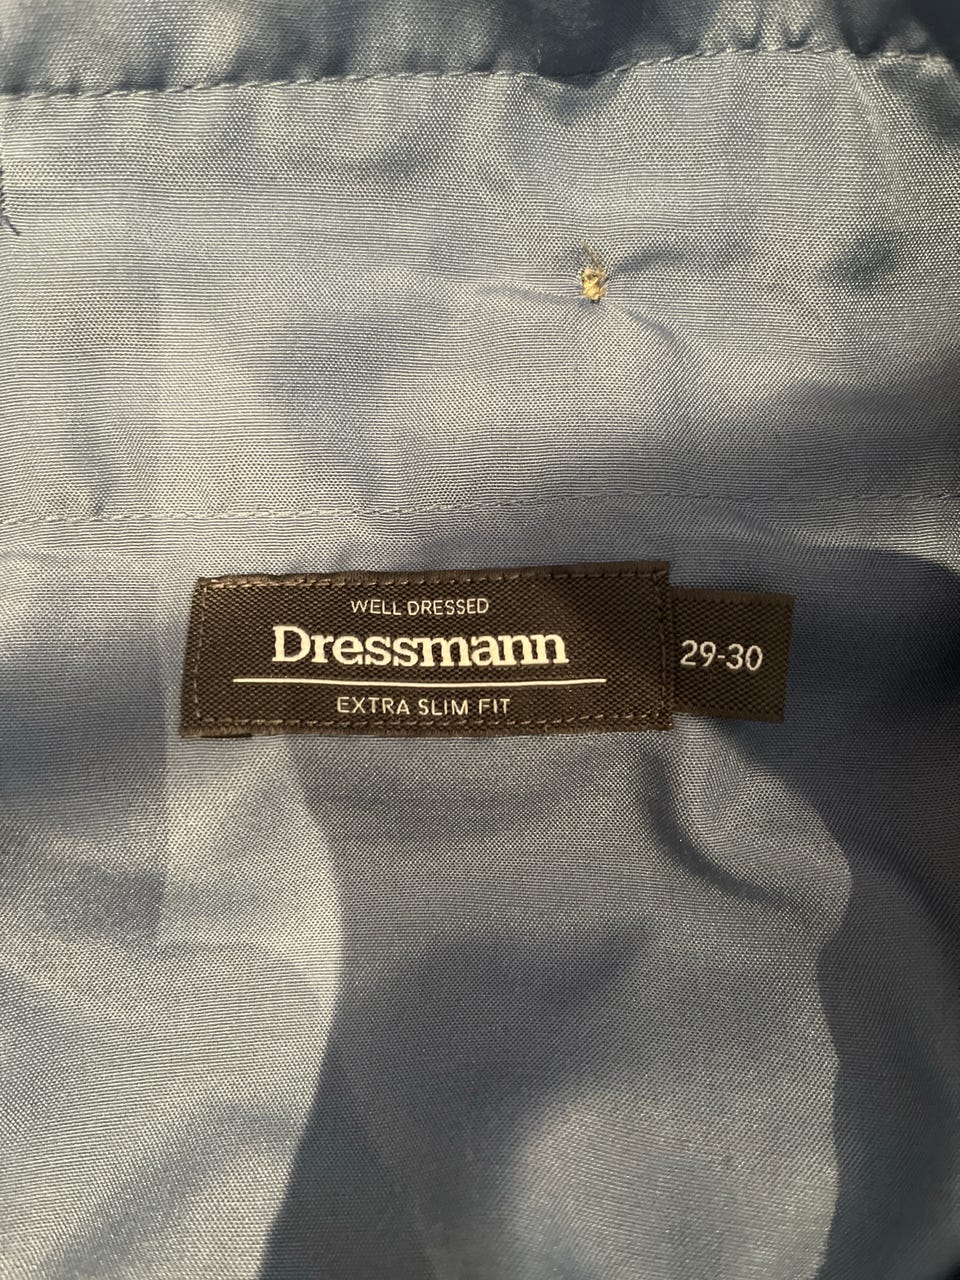 WELL DRESSED
Dressmann
EXTRA SLIM FIT
29-30